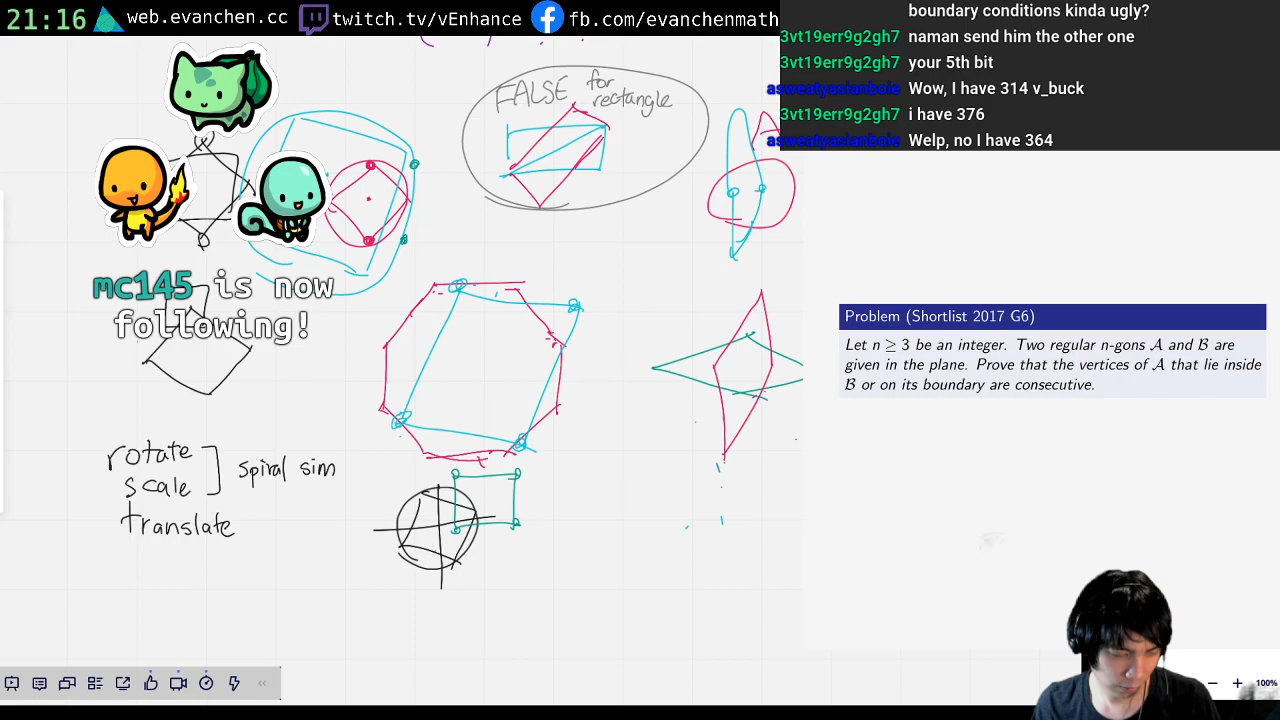 21:16 web.evanchen.cc twitch.tv/vEnhance fb.com/evanchenmath
boundary conditions kinda ugly?
3vt19err9g2gh7 naman send him the other one
3vt19err9g2gh7 your 5th bit
asweatyasianboie Wow, I have 314 v_buck
3vt19err9g2gh7 i have 376
asweatyasianboie Welp, no I have 364
FALSE for
rectangle
mc145 is now
following!
Problem (Shortlist 2017 G6)
Let n ≥ 3 be an integer. Two regular n-gons 𝒜 and ℬ are
given in the plane. Prove that the vertices of 𝒜 that lie inside
ℬ or on its boundary are consecutive.
rotate
scale
spiral sim
translate
100%